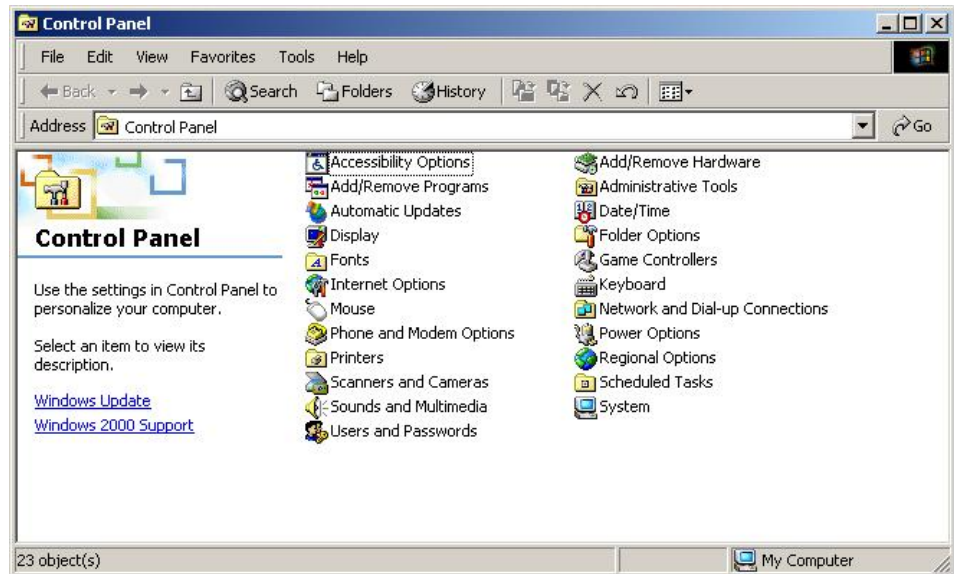 Control Panel
File Edit View Favorites Tools Help
Back Search Folders History
Address Control Panel Go
Control Panel
Use the settings in Control Panel to
personalize your computer.
Select an item to view its
description.
Windows Update
Windows 2000 Support
Accessibility Options Add/Remove Hardware
Add/Remove Programs Administrative Tools
Automatic Updates Date/Time
Display Folder Options
Fonts Game Controllers
Internet Options Keyboard
Mouse Network and Dial-up Connections
Phone and Modem Options Power Options
Printers Regional Options
Scanners and Cameras Scheduled Tasks
Sounds and Multimedia System
Users and Passwords
23 object(s) My Computer